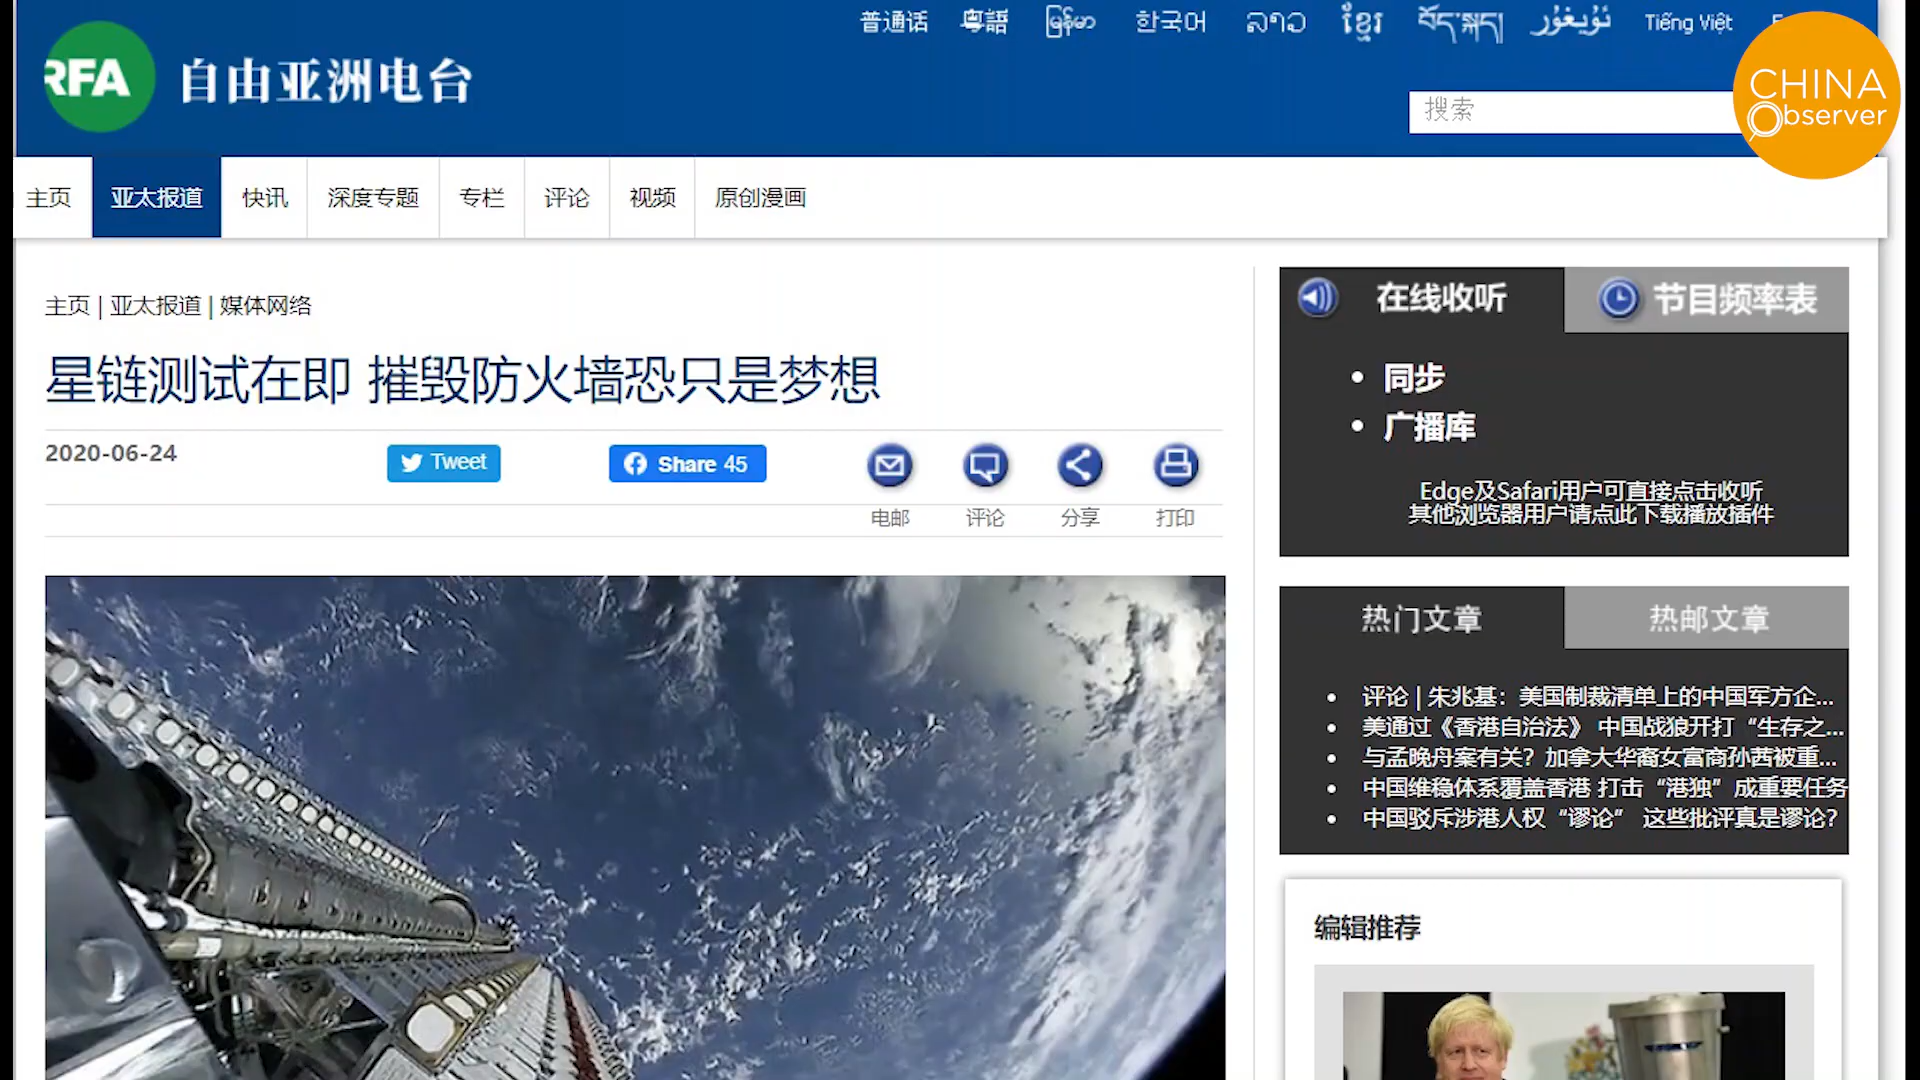 普通话 粤語 မြန်မာ 한국어 ລາວ ខ្មែរ བོད་སྐད། ئۇيغۇر Tiếng Việt
RFA 自由亚洲电台
CHINA
Observer
搜索
主页 亚太报道 快讯 深度专题 专栏 评论 视频 原创漫画
主页 | 亚太报道 | 媒体网络
星链测试在即 摧毁防火墙恐只是梦想
2020-06-24
Tweet
Share 45
电邮 评论 分享 打印
在线收听 节目频率表
同步
广播库
Edge及Safari用户可直接点击收听
其他浏览器用户请点此下载播放插件
热门文章 热邮文章
评论 | 朱兆基：美国制裁清单上的中国军方企...
美通过《香港自治法》 中国战狼开打“生存之...
与孟晚舟案有关？加拿大华裔女富商孙茜被重...
中国维稳体系覆盖香港 打击“港独”成重要任务
中国驳斥涉港人权“谬论” 这些批评真是谬论？
编辑推荐